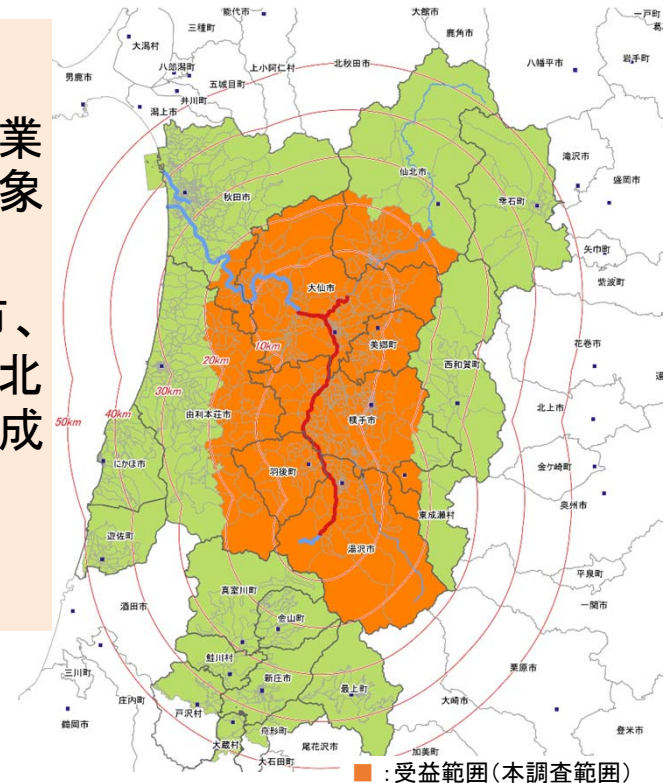 業
象
市、
北
成
能代市
三種町
大潟村
八郎潟町
五城目町
上小阿仁村
北秋田市
大館市
鹿角市
八幡平市
一戸町
岩手町
男鹿市
井川町
潟上市
秋田市
仙北市
雫石町
滝沢市
盛岡市
矢巾町
紫波町
大仙市
美郷町
10km
20km
30km
40km
50km
西和賀町
花巻市
北上市
由利本荘市
横手市
羽後町
金ケ崎町
奥州市
にかほ市
東成瀬村
湯沢市
遊佐町
平泉町
一関市
真室川町
金山町
酒田市
鮭川村
新庄市
最上町
栗原市
三川町
庄内町
戸沢村
大崎市
鶴岡市
大蔵村
舟形町
尾花沢市
大石田町
加美町
登米市
■:受益範囲(本調査範囲)